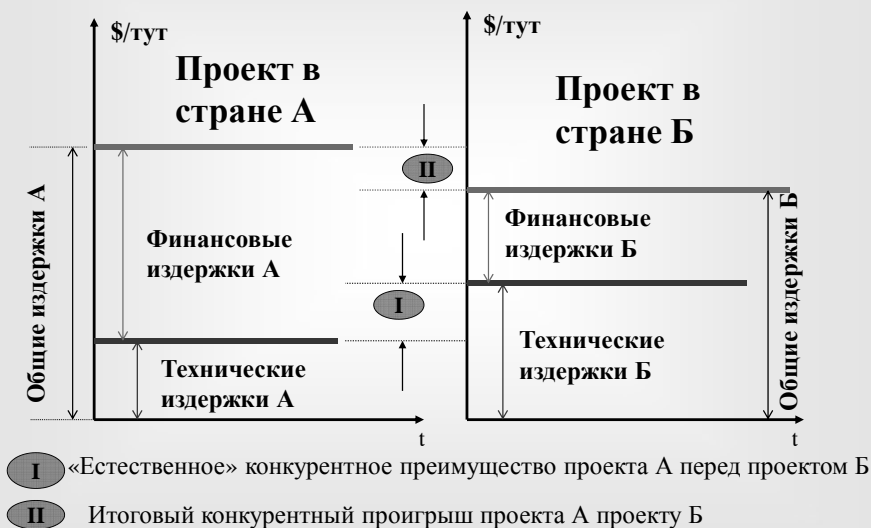 $/тут
Проект в
стране А
Общие издержки А
Финансовые
издержки А
Технические
издержки А
t
II
I
$/тут
Проект в
стране Б
Финансовые
издержки Б
Технические
издержки Б
Общие издержки Б
t
I «Естественное» конкурентное преимущество проекта А перед проектом Б
II Итоговый конкурентный проигрыш проекта А проекту Б